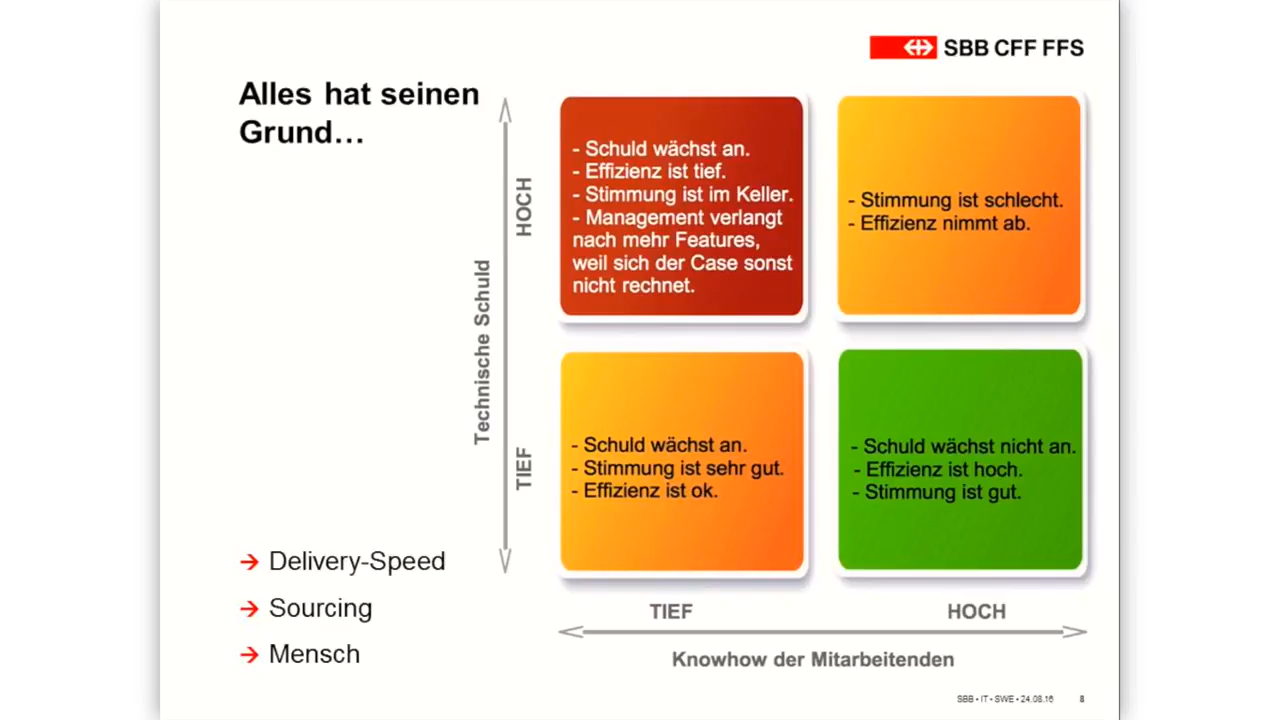 SBB CFF FFS
Alles hat seinen
Grund…
Technische Schuld
HOCH
TIEF
- Schuld wächst an.
- Effizienz ist tief.
- Stimmung ist im Keller.
- Management verlangt
nach mehr Features,
weil sich der Case sonst
nicht rechnet.
- Stimmung ist schlecht.
- Effizienz nimmt ab.
- Schuld wächst an.
- Stimmung ist sehr gut.
- Effizienz ist ok.
- Schuld wächst nicht an.
- Effizienz ist hoch.
- Stimmung ist gut.
→ Delivery-Speed
→ Sourcing
→ Mensch
TIEF
HOCH
Knowhow der Mitarbeitenden
SBB • IT • SWE • 24.08.16
8